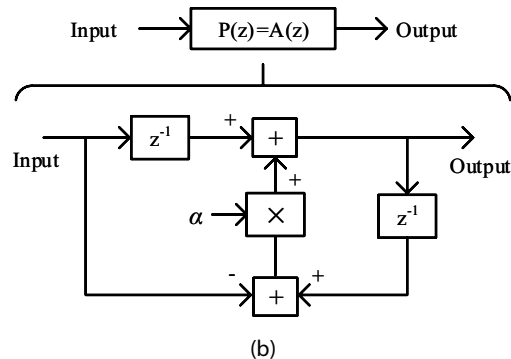 Input P(z)=A(z) Output
Input z⁻¹ + + Output
+
α × z⁻¹
- + +
(b)